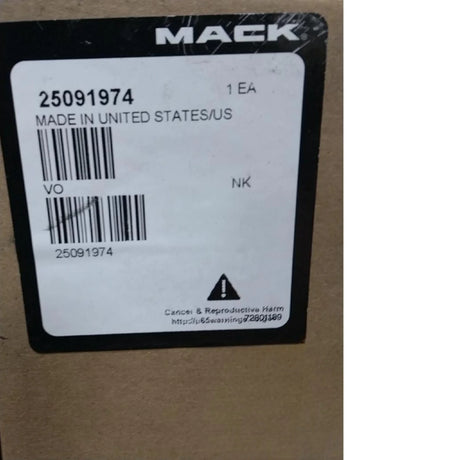 MACK
25091974 1 EA
MADE IN UNITED STATES/US
VO NK
25091974
Cancer & Reproductive Harm